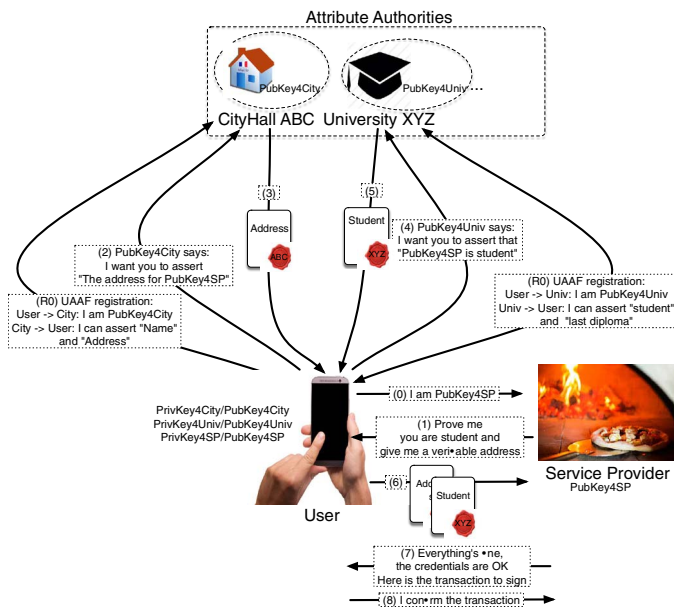 Attribute Authorities
PubKey4City
PubKey4Univ ...
CityHall ABC University XYZ
(3)
(5)
Address
ABC
Student
XYZ
(2) PubKey4City says:
I want you to assert
"The address for PubKey4SP"
(4) PubKey4Univ says:
I want you to assert that
"PubKey4SP is student"
(R0) UAAF registration:
User -> City: I am PubKey4City
City -> User: I can assert "Name"
and "Address"
(R0) UAAF registration:
User -> Univ: I am PubKey4Univ
Univ -> User: I can assert "student"
and "last diploma"
PrivKey4City/PubKey4City
PrivKey4Univ/PubKey4Univ
PrivKey4SP/PubKey4SP
User
(0) I am PubKey4SP
(1) Prove me
you are student and
give me a veri•able address
Service Provider
PubKey4SP
(6)
Add
s
Student
XYZ
(7) Everything's •ne,
the credentials are OK
Here is the transaction to sign
(8) I con•rm the transaction